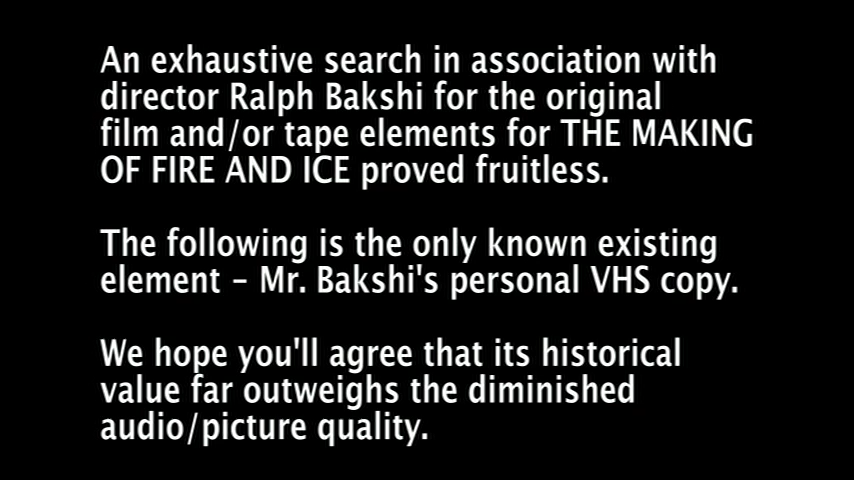 An exhaustive search in association with
director Ralph Bakshi for the original
film and/or tape elements for THE MAKING
OF FIRE AND ICE proved fruitless.
The following is the only known existing
element – Mr. Bakshi's personal VHS copy.
We hope you'll agree that its historical
value far outweighs the diminished
audio/picture quality.